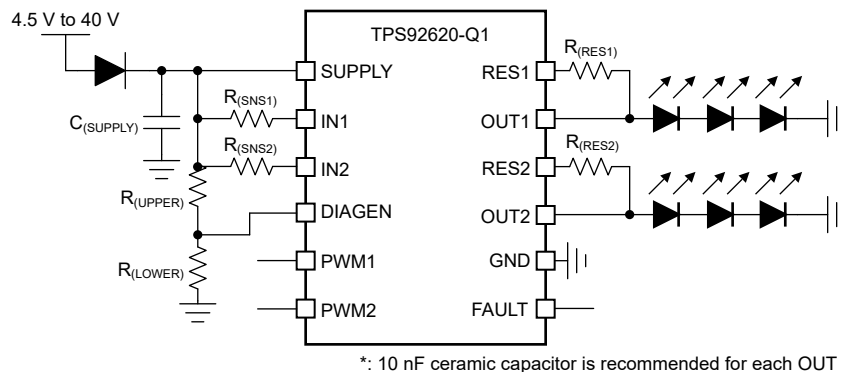 4.5 V to 40 V
TPS92620-Q1
SUPPLY
RES1
R(RES1)
R(SNS1)
IN1
OUT1
C(SUPPLY)
R(SNS2)
IN2
RES2
R(RES2)
R(UPPER)
DIAGEN
OUT2
R(LOWER)
PWM1
GND
PWM2
FAULT
*: 10 nF ceramic capacitor is recommended for each OUT